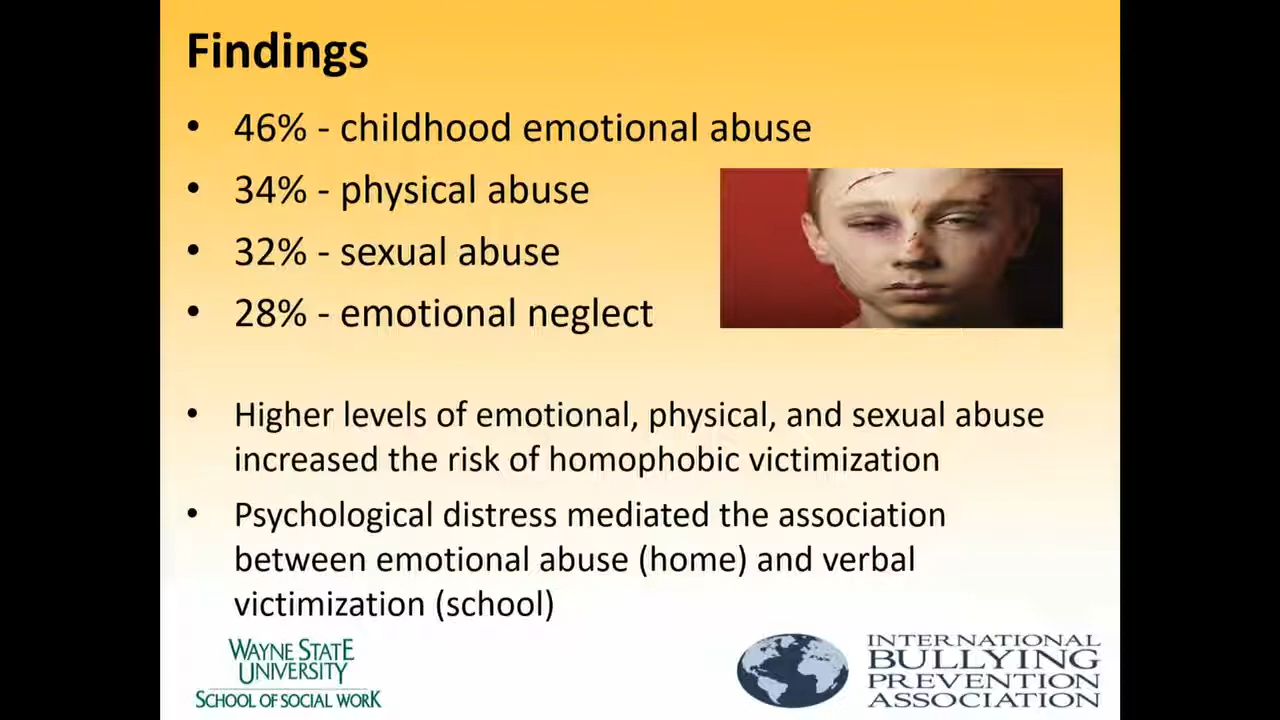 Findings
• 46% - childhood emotional abuse
• 34% - physical abuse
• 32% - sexual abuse
• 28% - emotional neglect
• Higher levels of emotional, physical, and sexual abuse
increased the risk of homophobic victimization
• Psychological distress mediated the association
between emotional abuse (home) and verbal
victimization (school)
WAYNE STATE
UNIVERSITY
SCHOOL OF SOCIAL WORK
INTERNATIONAL
BULLYING
PREVENTION
ASSOCIATION